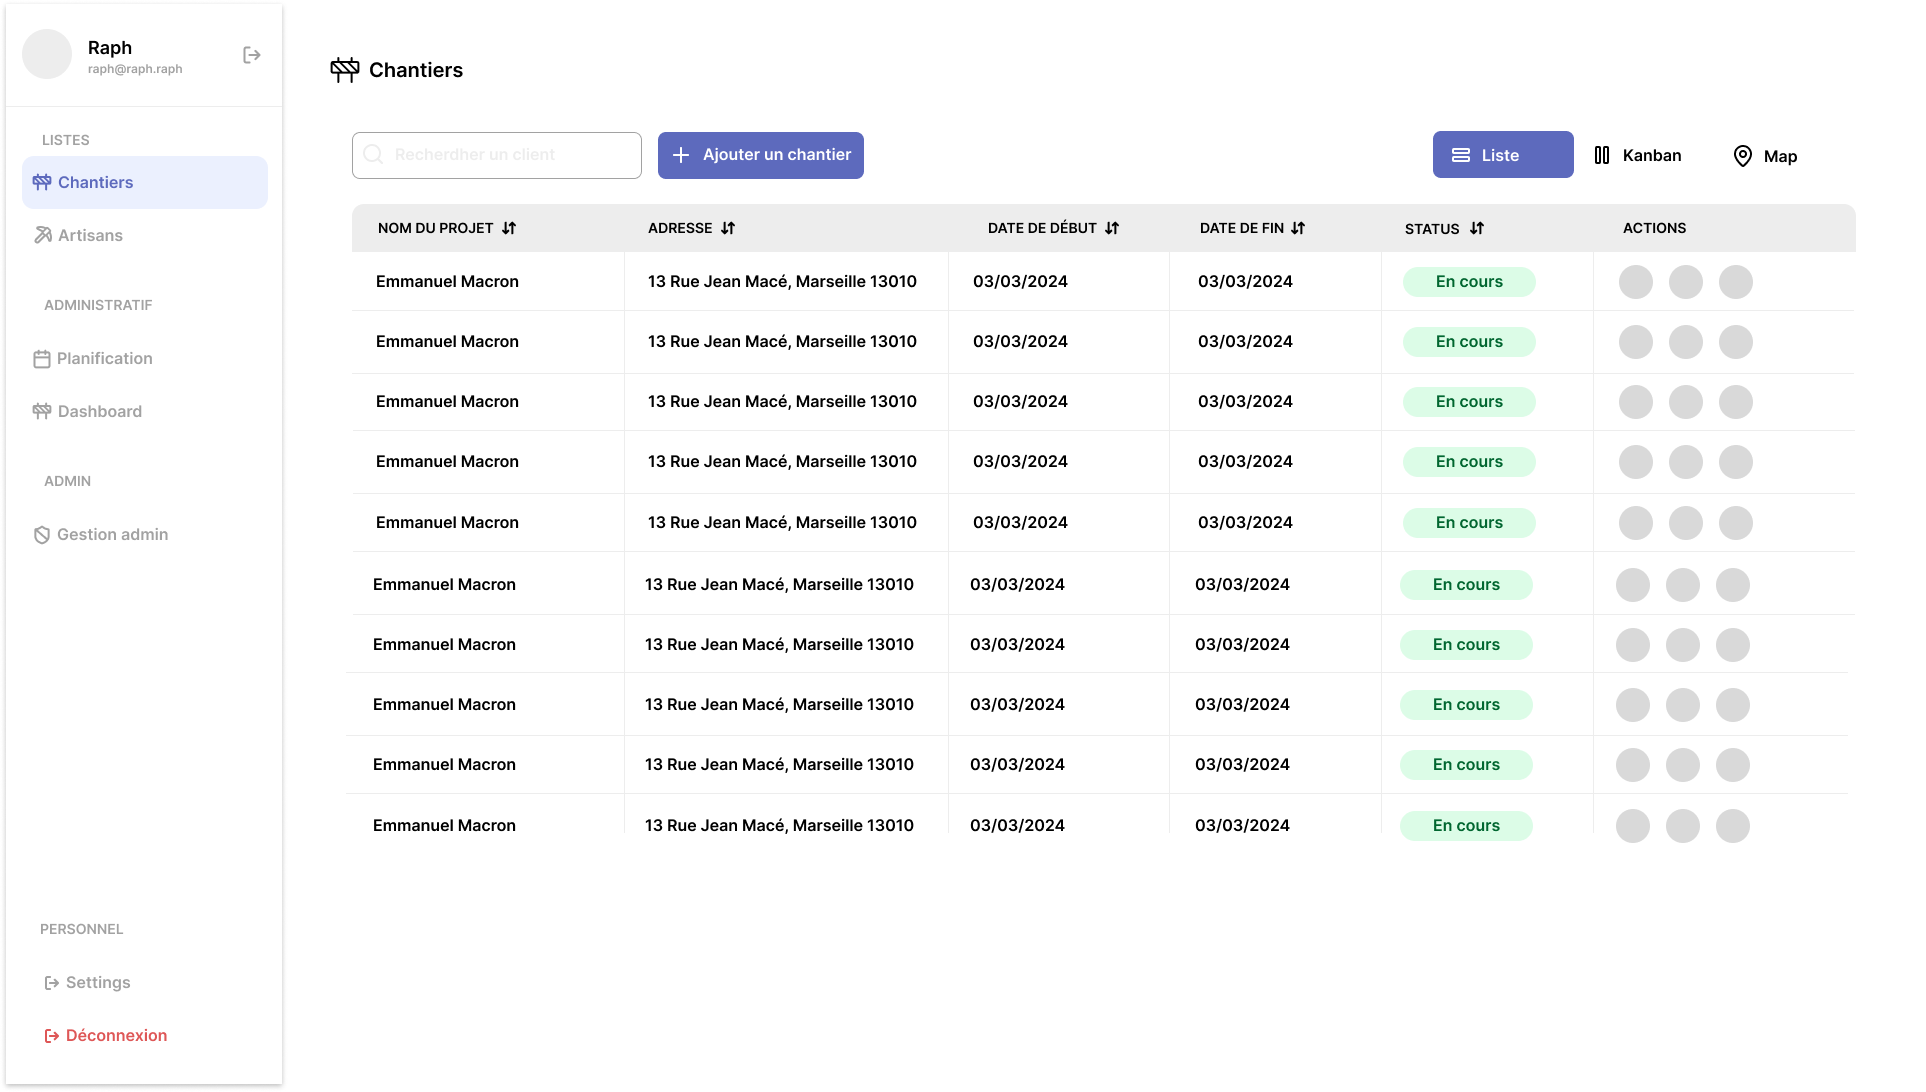 Raph
raph@raph.raph
LISTES
Chantiers
Artisans
ADMINISTRATIF
Planification
Dashboard
ADMIN
Gestion admin
PERSONNEL
Settings
Déconnexion
Chantiers
Recherdher un client
Ajouter un chantier
Liste
Kanban
Map
NOM DU PROJET ADRESSE DATE DE DÉBUT DATE DE FIN STATUS ACTIONS
Emmanuel Macron 13 Rue Jean Macé, Marseille 13010 03/03/2024 03/03/2024 En cours
Emmanuel Macron 13 Rue Jean Macé, Marseille 13010 03/03/2024 03/03/2024 En cours
Emmanuel Macron 13 Rue Jean Macé, Marseille 13010 03/03/2024 03/03/2024 En cours
Emmanuel Macron 13 Rue Jean Macé, Marseille 13010 03/03/2024 03/03/2024 En cours
Emmanuel Macron 13 Rue Jean Macé, Marseille 13010 03/03/2024 03/03/2024 En cours
Emmanuel Macron 13 Rue Jean Macé, Marseille 13010 03/03/2024 03/03/2024 En cours
Emmanuel Macron 13 Rue Jean Macé, Marseille 13010 03/03/2024 03/03/2024 En cours
Emmanuel Macron 13 Rue Jean Macé, Marseille 13010 03/03/2024 03/03/2024 En cours
Emmanuel Macron 13 Rue Jean Macé, Marseille 13010 03/03/2024 03/03/2024 En cours
Emmanuel Macron 13 Rue Jean Macé, Marseille 13010 03/03/2024 03/03/2024 En cours